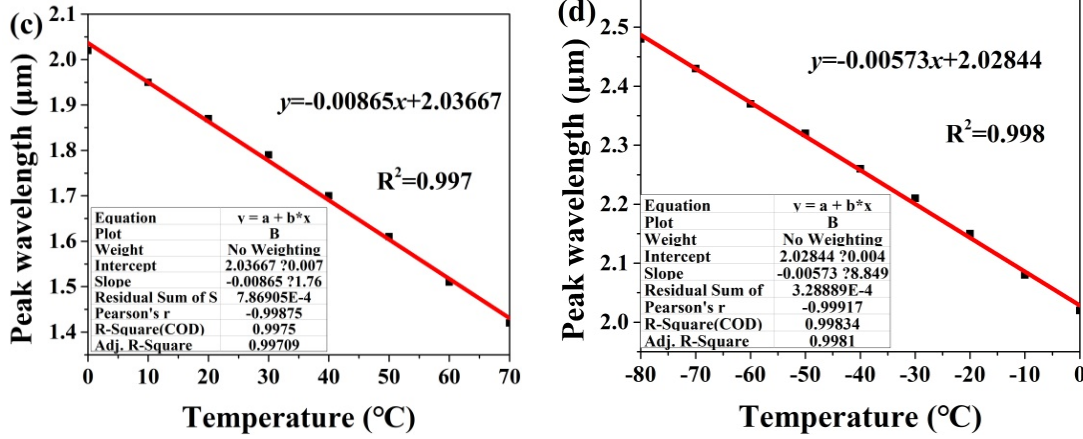 (c)
2.1
2.0
1.9
1.8
1.7
1.6
1.5
1.4
Peak wavelength (μm)
y=-0.00865x+2.03667
R²=0.997
Equation y = a + b*x
Plot B
Weight No Weighting
Intercept 2.03667 ?0.007
Slope -0.00865 ?1.76
Residual Sum of S 7.86905E-4
Pearson's r -0.99875
R-Square(COD) 0.9975
Adj. R-Square 0.99709
0 10 20 30 40 50 60 70
Temperature (°C)
(d)
2.5
2.4
2.3
2.2
2.1
2.0
Peak wavelength (μm)
y=-0.00573x+2.02844
R²=0.998
Equation y = a + b*x
Plot B
Weight No Weighting
Intercept 2.02844 ?0.004
Slope -0.00573 ?8.849
Residual Sum of 3.28889E-4
Pearson's r -0.99917
R-Square(COD) 0.99834
Adj. R-Square 0.9981
-80 -70 -60 -50 -40 -30 -20 -10 0
Temperature (°C)